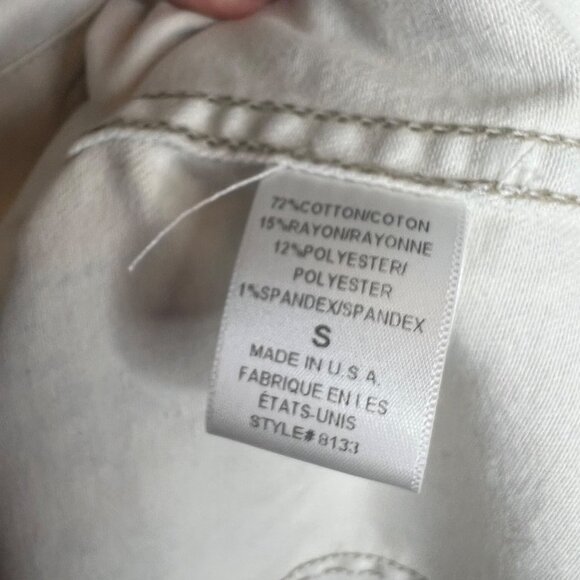 72%COTTON/COTON
15%RAYON/RAYONNE
12%POLYESTER/
POLYESTER
1%SPANDEX/SPANDEX
S
MADE IN U.S.A.
FABRIQUE EN LES
ÉTATS-UNIS
STYLE# 8133